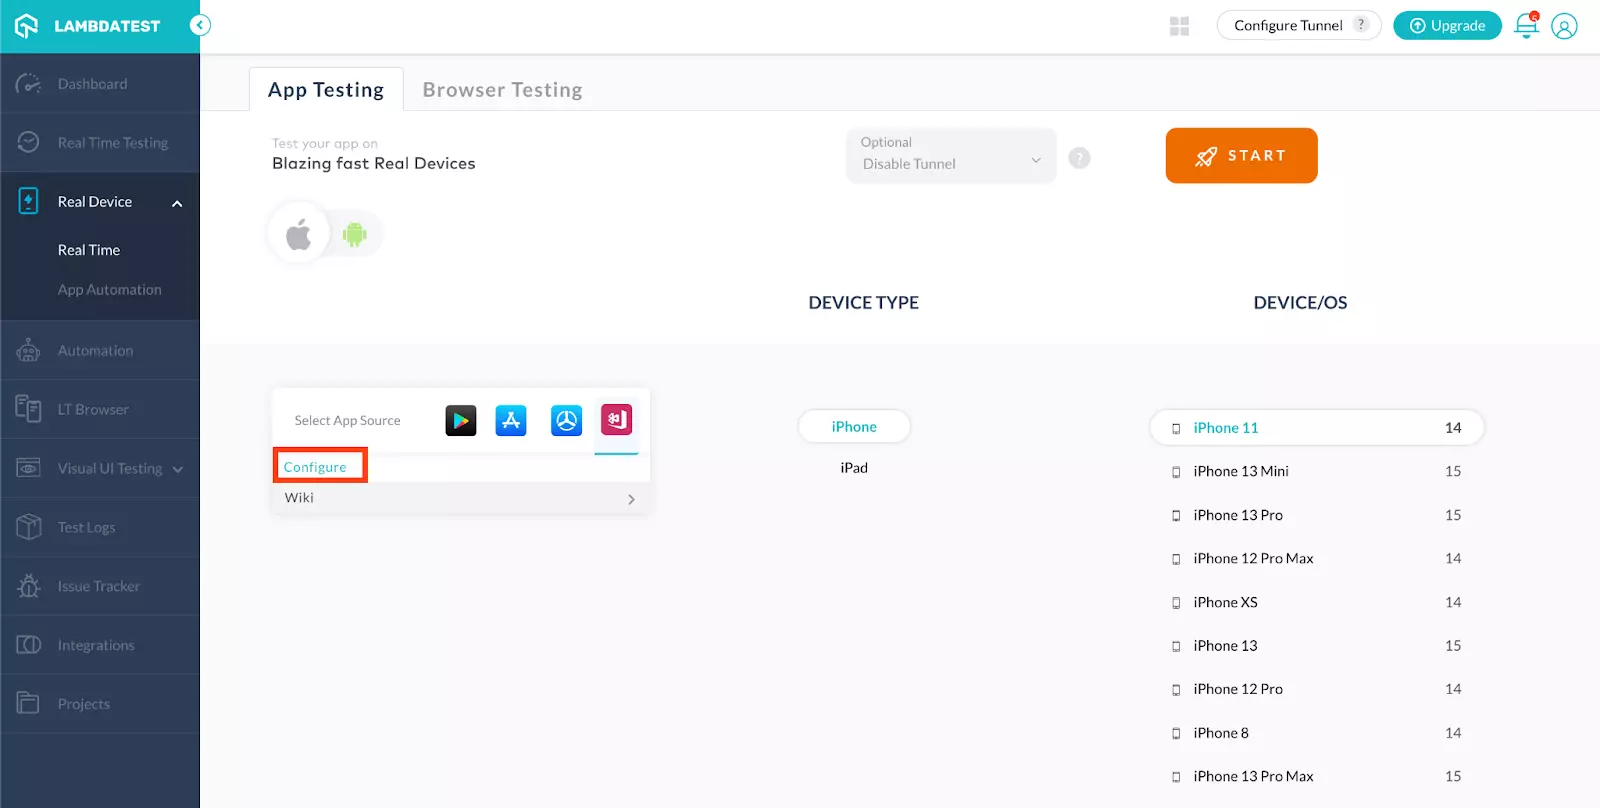 LAMBDATEST
Configure Tunnel ?
Upgrade
Dashboard
Real Time Testing
Real Device
Real Time
App Automation
Automation
LT Browser
Visual UI Testing
Test Logs
Issue Tracker
Integrations
Projects
App Testing
Browser Testing
Test your app on
Blazing fast Real Devices
Optional
Disable Tunnel
?
START
DEVICE TYPE
DEVICE/OS
Select App Source
Configure
Wiki
iPhone
iPad
iPhone 11 14
iPhone 13 Mini 15
iPhone 13 Pro 15
iPhone 12 Pro Max 14
iPhone XS 14
iPhone 13 15
iPhone 12 Pro 14
iPhone 8 14
iPhone 13 Pro Max 15